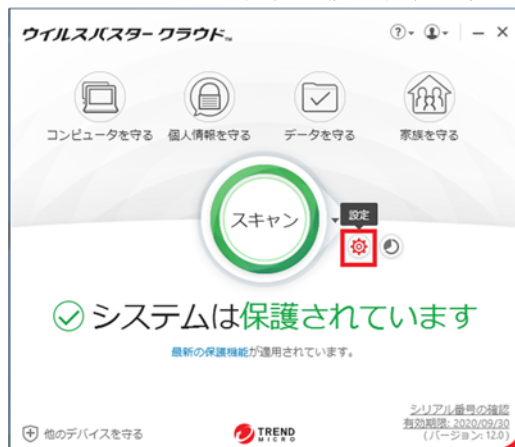 ウイルスバスター クラウド™
コンピュータを守る 個人情報を守る データを守る 家族を守る
スキャン
設定
システムは保護されています
最新の保護機能が適用されています。
シリアル番号の確認
有効期限: 2020/09/30
(バージョン: 12.0)
他のデバイスを守る
TREND
MICRO